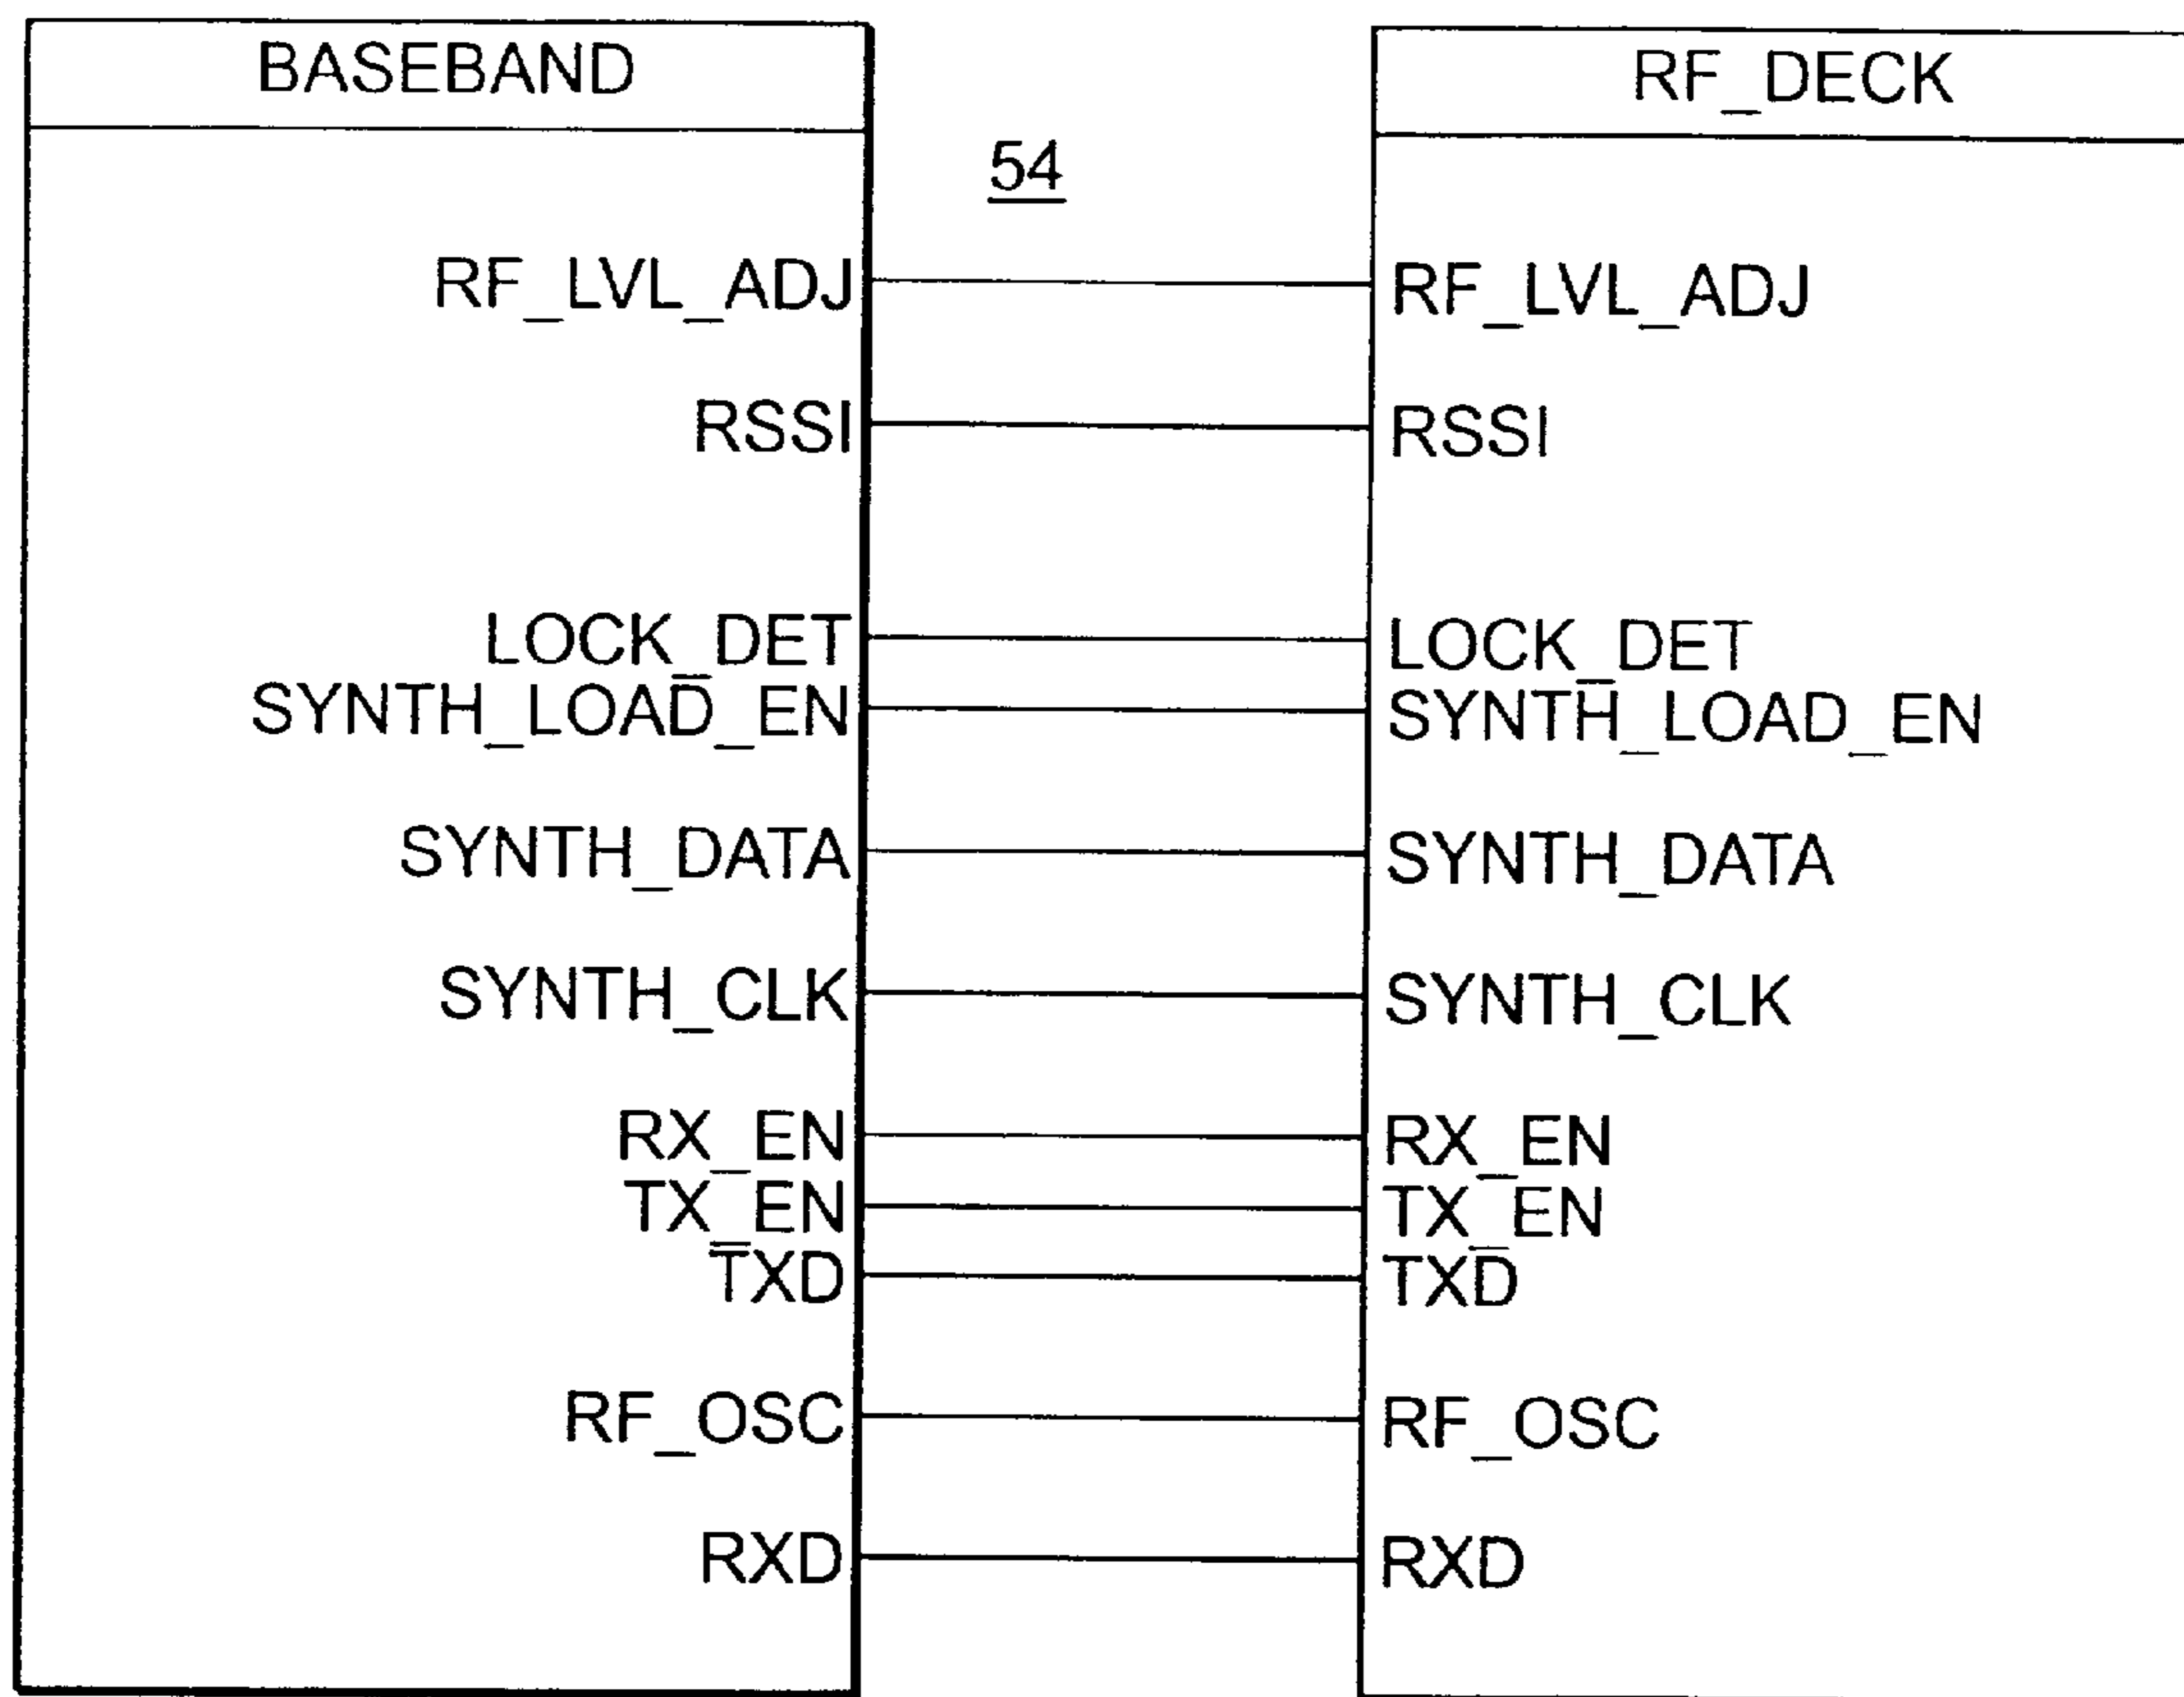 BASEBAND
RF_DECK
54
RF_LVL_ADJ
RF_LVL_ADJ
RSSI
RSSI
LOCK_DET
LOCK_DET
SYNTH_LOAD_EN
SYNTH_LOAD_EN
SYNTH_DATA
SYNTH_DATA
SYNTH_CLK
SYNTH_CLK
RX_EN
RX_EN
TX_EN
TX_EN
TXD
TXD
RF_OSC
RF_OSC
RXD
RXD